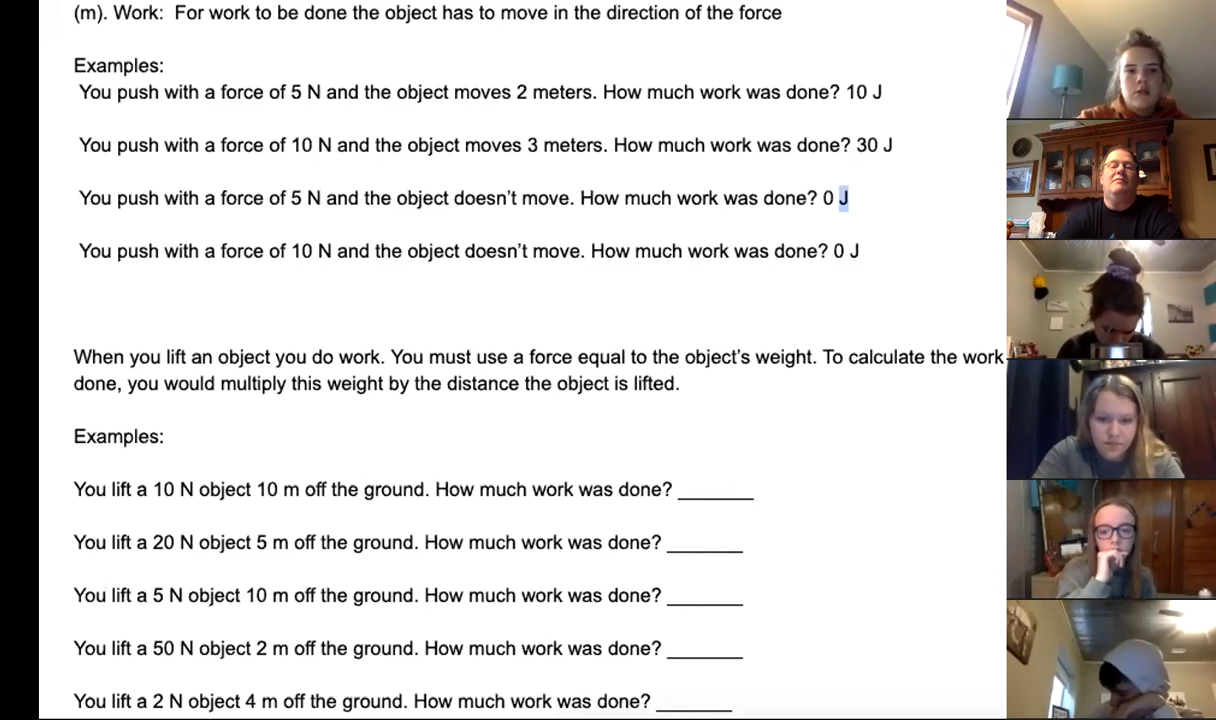 (m). Work:  For work to be done the object has to move in the direction of the force
Examples:
You push with a force of 5 N and the object moves 2 meters. How much work was done? 10 J
You push with a force of 10 N and the object moves 3 meters. How much work was done? 30 J
You push with a force of 5 N and the object doesn’t move. How much work was done? 0 J
You push with a force of 10 N and the object doesn’t move. How much work was done? 0 J
When you lift an object you do work. You must use a force equal to the object’s weight. To calculate the work
done, you would multiply this weight by the distance the object is lifted.
Examples:
You lift a 10 N object 10 m off the ground. How much work was done? _______
You lift a 20 N object 5 m off the ground. How much work was done? _______
You lift a 5 N object 10 m off the ground. How much work was done? _______
You lift a 50 N object 2 m off the ground. How much work was done? _______
You lift a 2 N object 4 m off the ground. How much work was done? _______